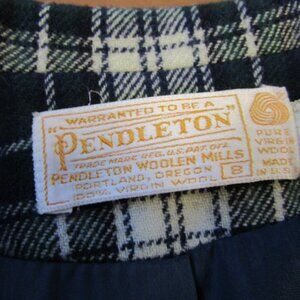 "WARRANTED TO BE A
PENDLETON"
TRADE MARK REG. U.S. PAT. OFF.
PENDLETON WOOLEN MILLS
PORTLAND, OREGON
100% VIRGIN WOOL
8
PURE
VIRGIN
WOOL
MADE
IN U.S.A